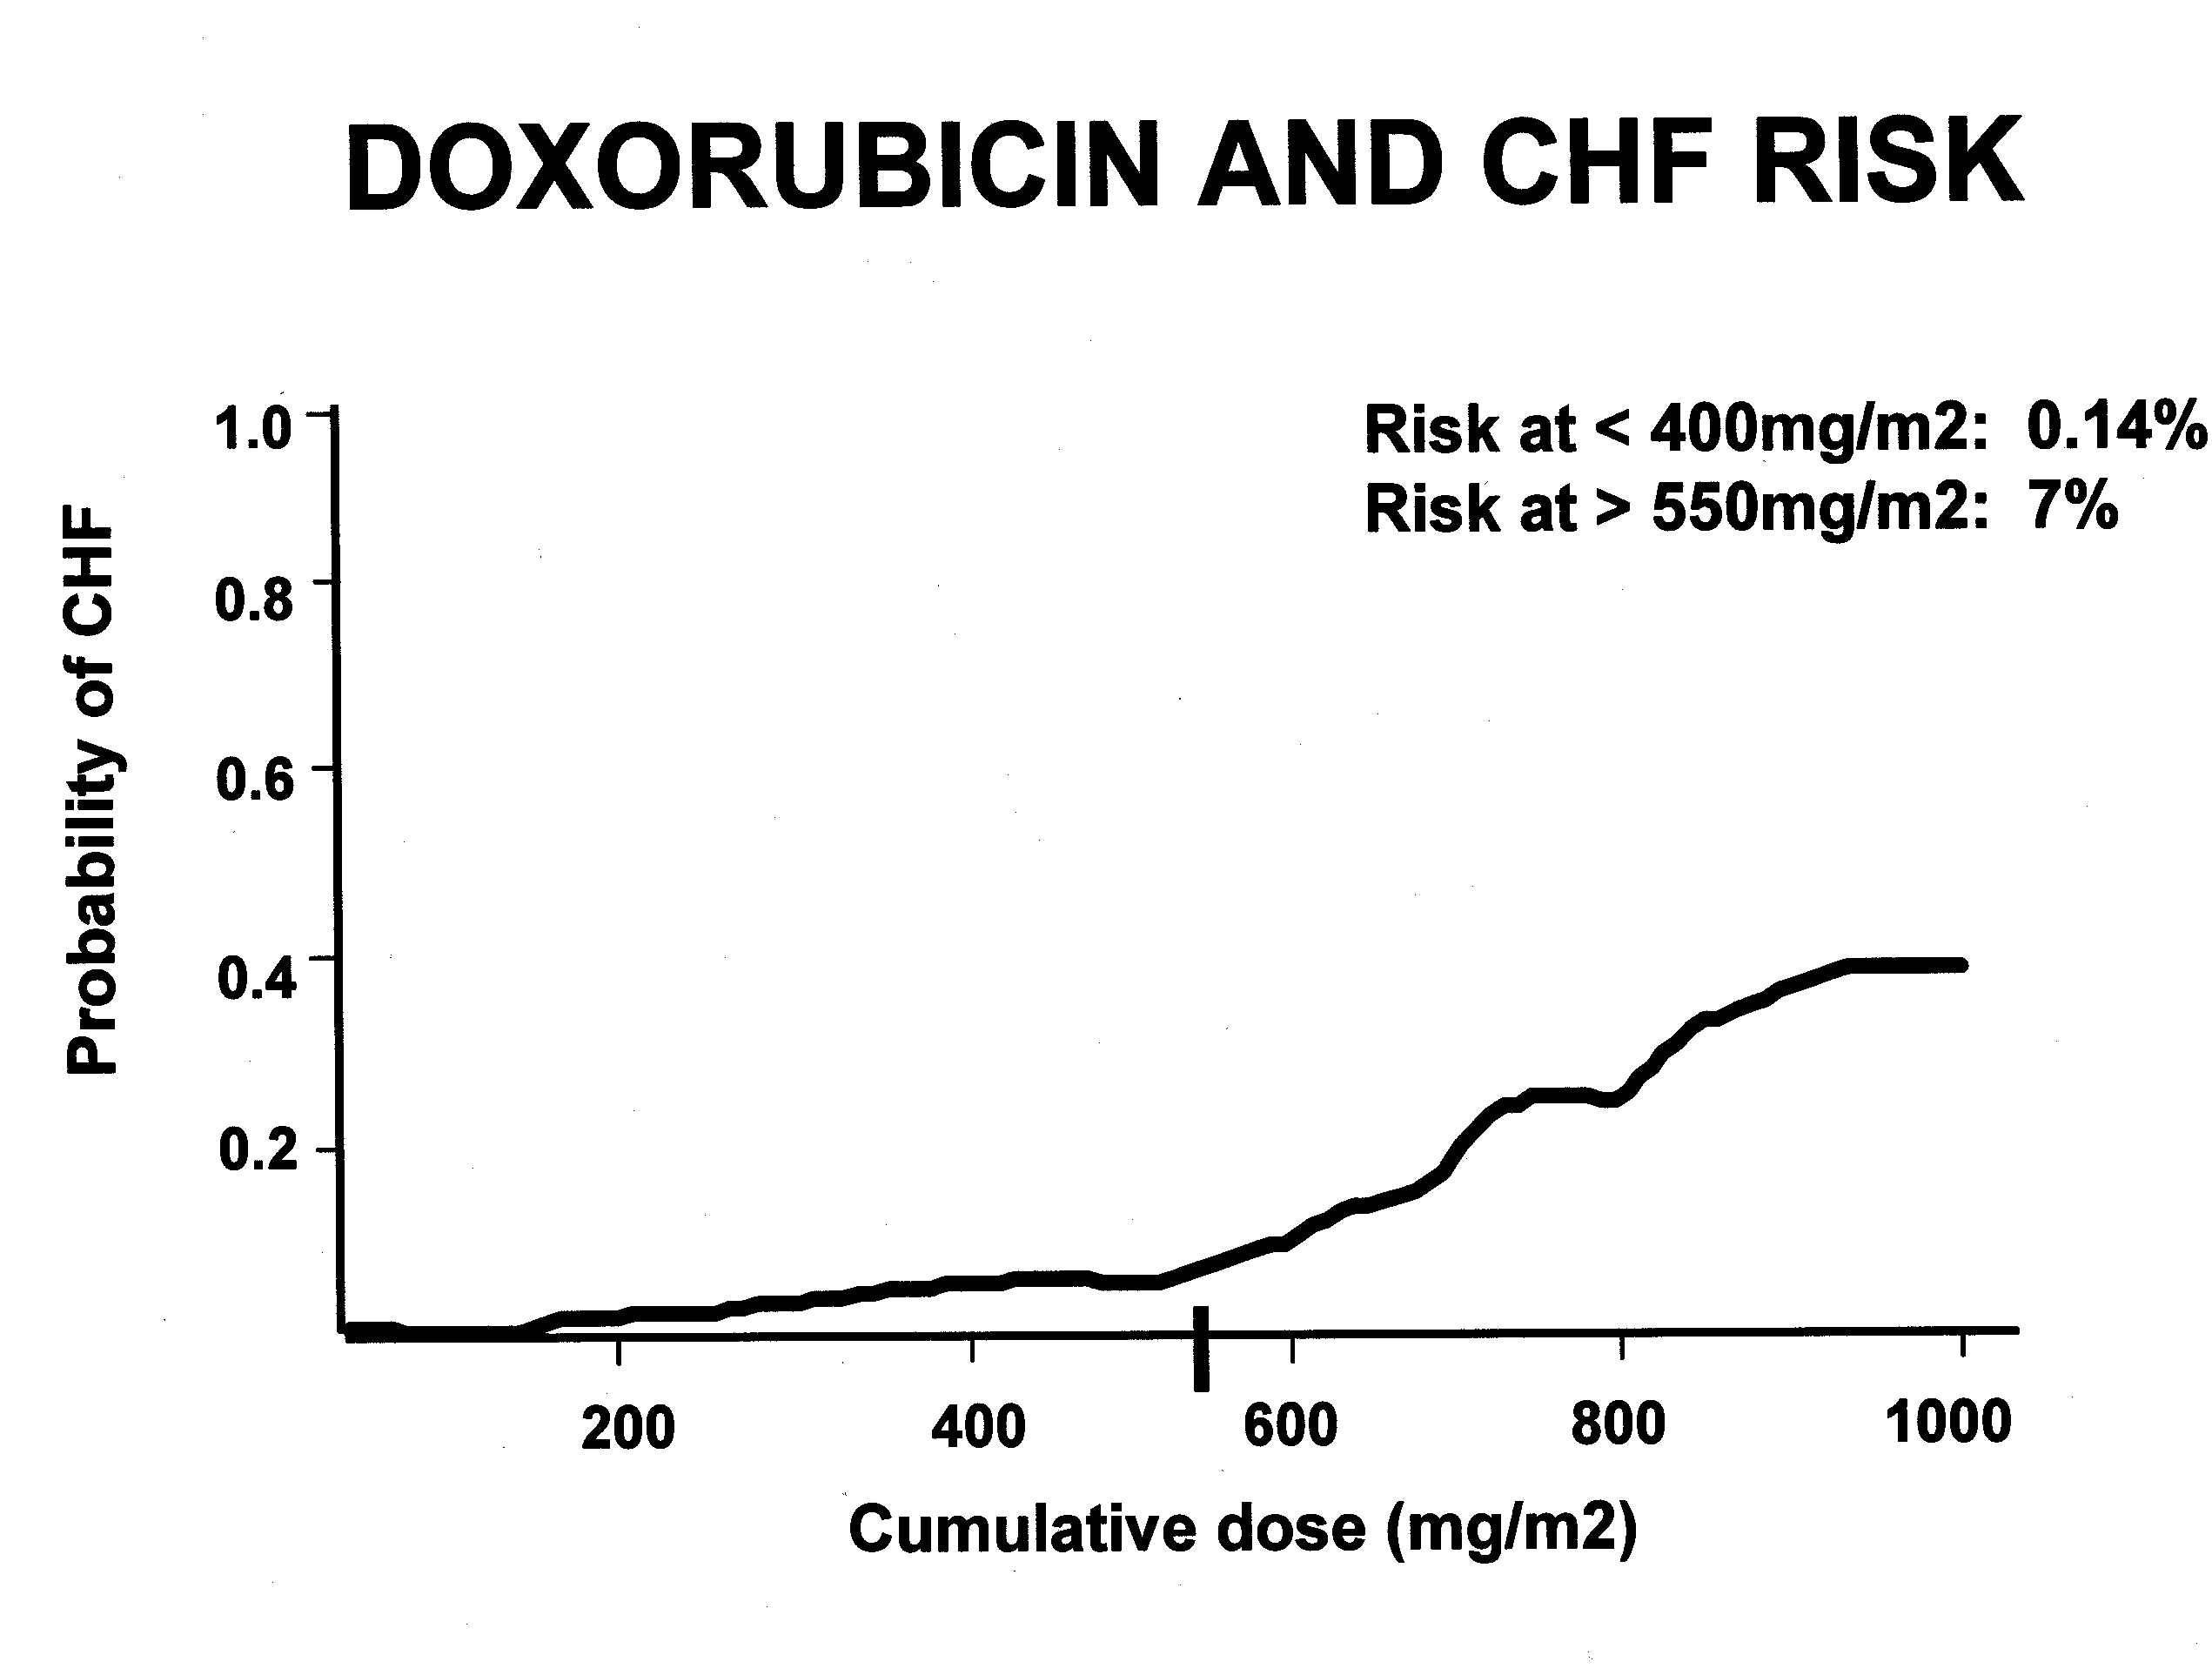 DOXORUBICIN AND CHF RISK
Risk at < 400mg/m2: 0.14%
Risk at > 550mg/m2: 7%
Probability of CHF
1.0
0.8
0.6
0.4
0.2
200 400 600 800 1000
Cumulative dose (mg/m2)